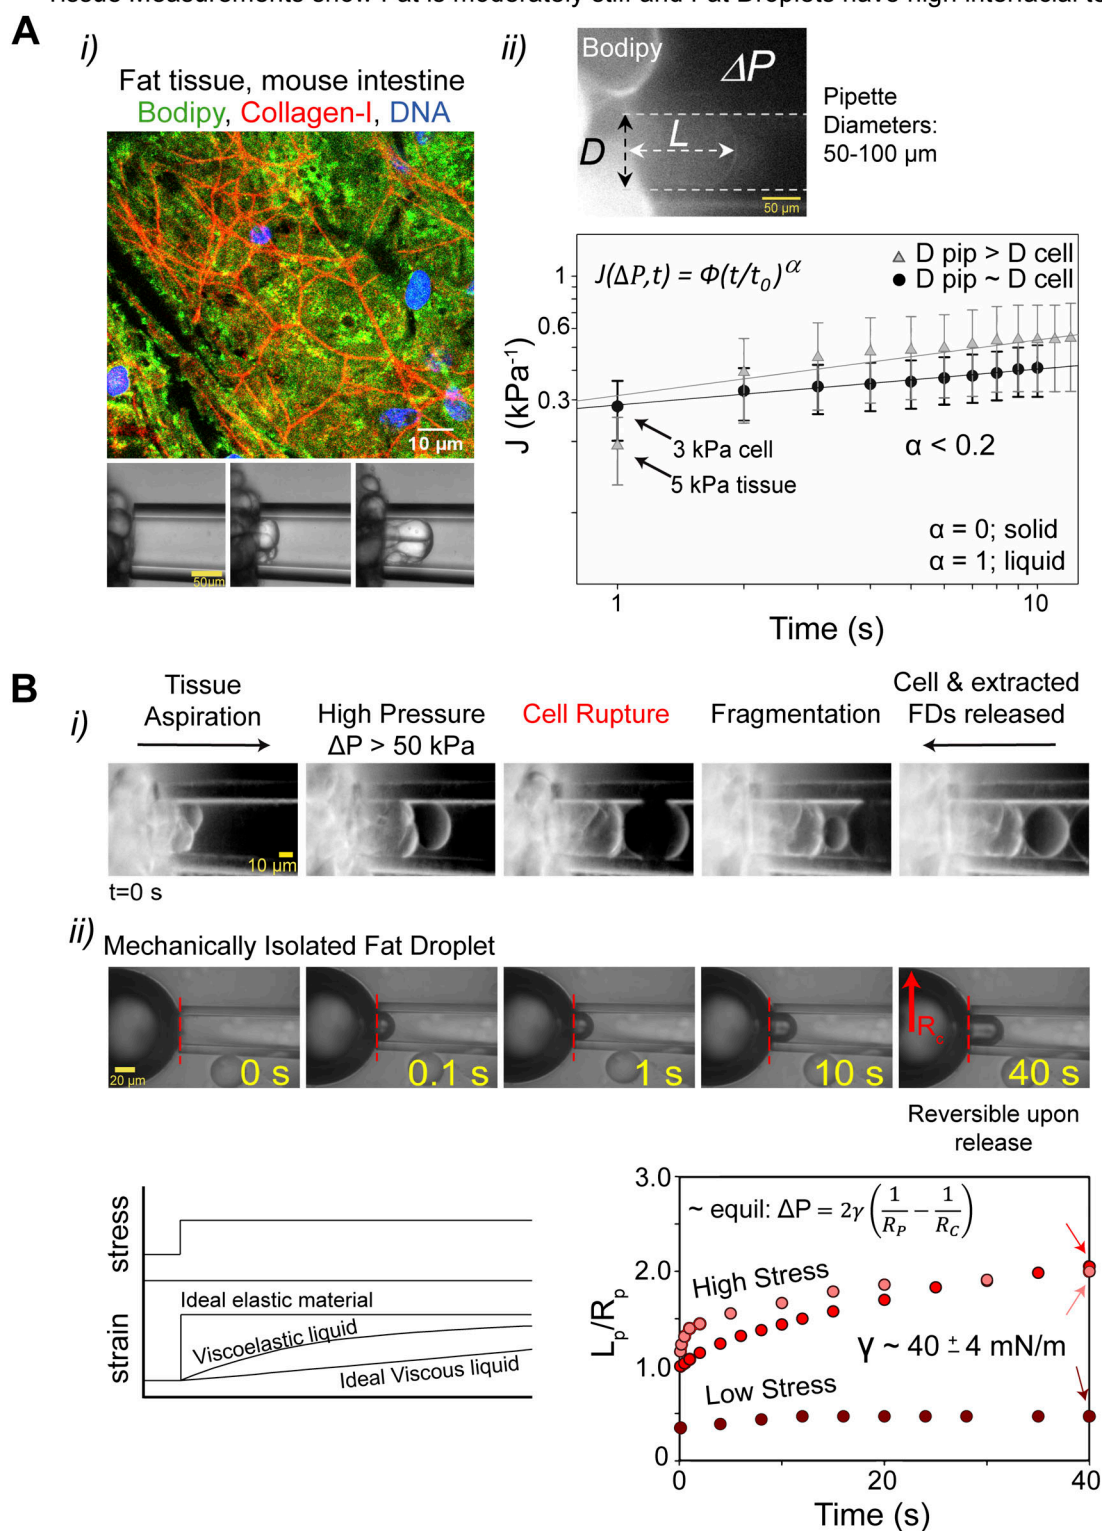 Tissue Measurements show Fat is moderately stiff and Fat Droplets have high interfacial
A
i)
Fat tissue, mouse intestine
Bodipy, Collagen-I, DNA
10 µm
50µm
ii)
Bodipy
ΔP
D
L
50 µm
Pipette
Diameters:
50-100 µm
J(ΔP,t) = Φ(t/t₀)^α
D pip > D cell
D pip ~ D cell
1
0.6
0.3
J (kPa⁻¹)
3 kPa cell
5 kPa tissue
α < 0.2
α = 0; solid
α = 1; liquid
1
10
Time (s)
B
i)
Tissue
Aspiration
High Pressure
ΔP > 50 kPa
Cell Rupture
Fragmentation
Cell & extracted
FDs released
10 µm
t=0 s
ii)
Mechanically Isolated Fat Droplet
20 µm
0 s
0.1 s
1 s
10 s
R_c
40 s
Reversible upon
release
stress
strain
Ideal elastic material
Viscoelastic liquid
Ideal Viscous liquid
3.0
2.0
1.0
0
L_p/R_p
~ equil: ΔP = 2γ(1/R_P − 1/R_C)
High Stress
γ ~ 40 ± 4 mN/m
Low Stress
0
20
40
Time (s)